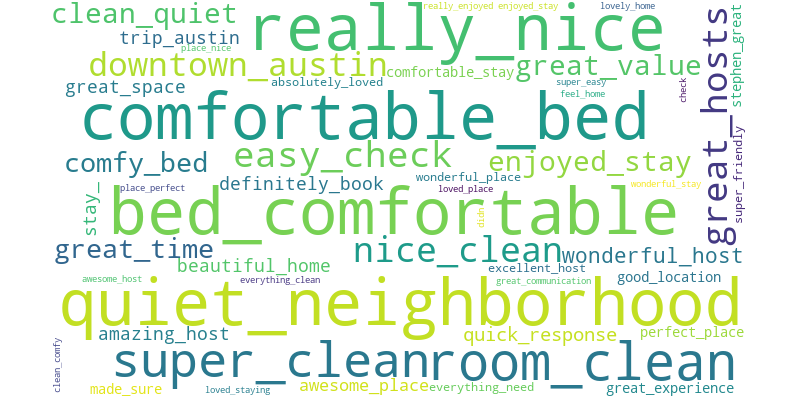 really_enjoyed enjoyed_stay
lovely_home
clean_quiet
really_nice
trip_austin
place_nice
downtown_austin
comfortable_stay
great_value
great_hosts
stephen_great
great_space
absolutely_loved
super_easy
feel_home
check
comfortable_bed
comfy_bed
easy_check
enjoyed_stay
super_friendly
place_perfect
definitely_book
wonderful_place
loved_place
wonderful_stay
stay_
bed_comfortable
didn
great_time
nice_clean
wonderful_host
beautiful_home
excellent_host
good_location
awesome_host
everything_clean
great_communication
quiet_neighborhood
amazing_host
quick_response
perfect_place
clean_comfy
super_clean
room_clean
made_sure
loved_staying
awesome_place
everything_need
great_experience